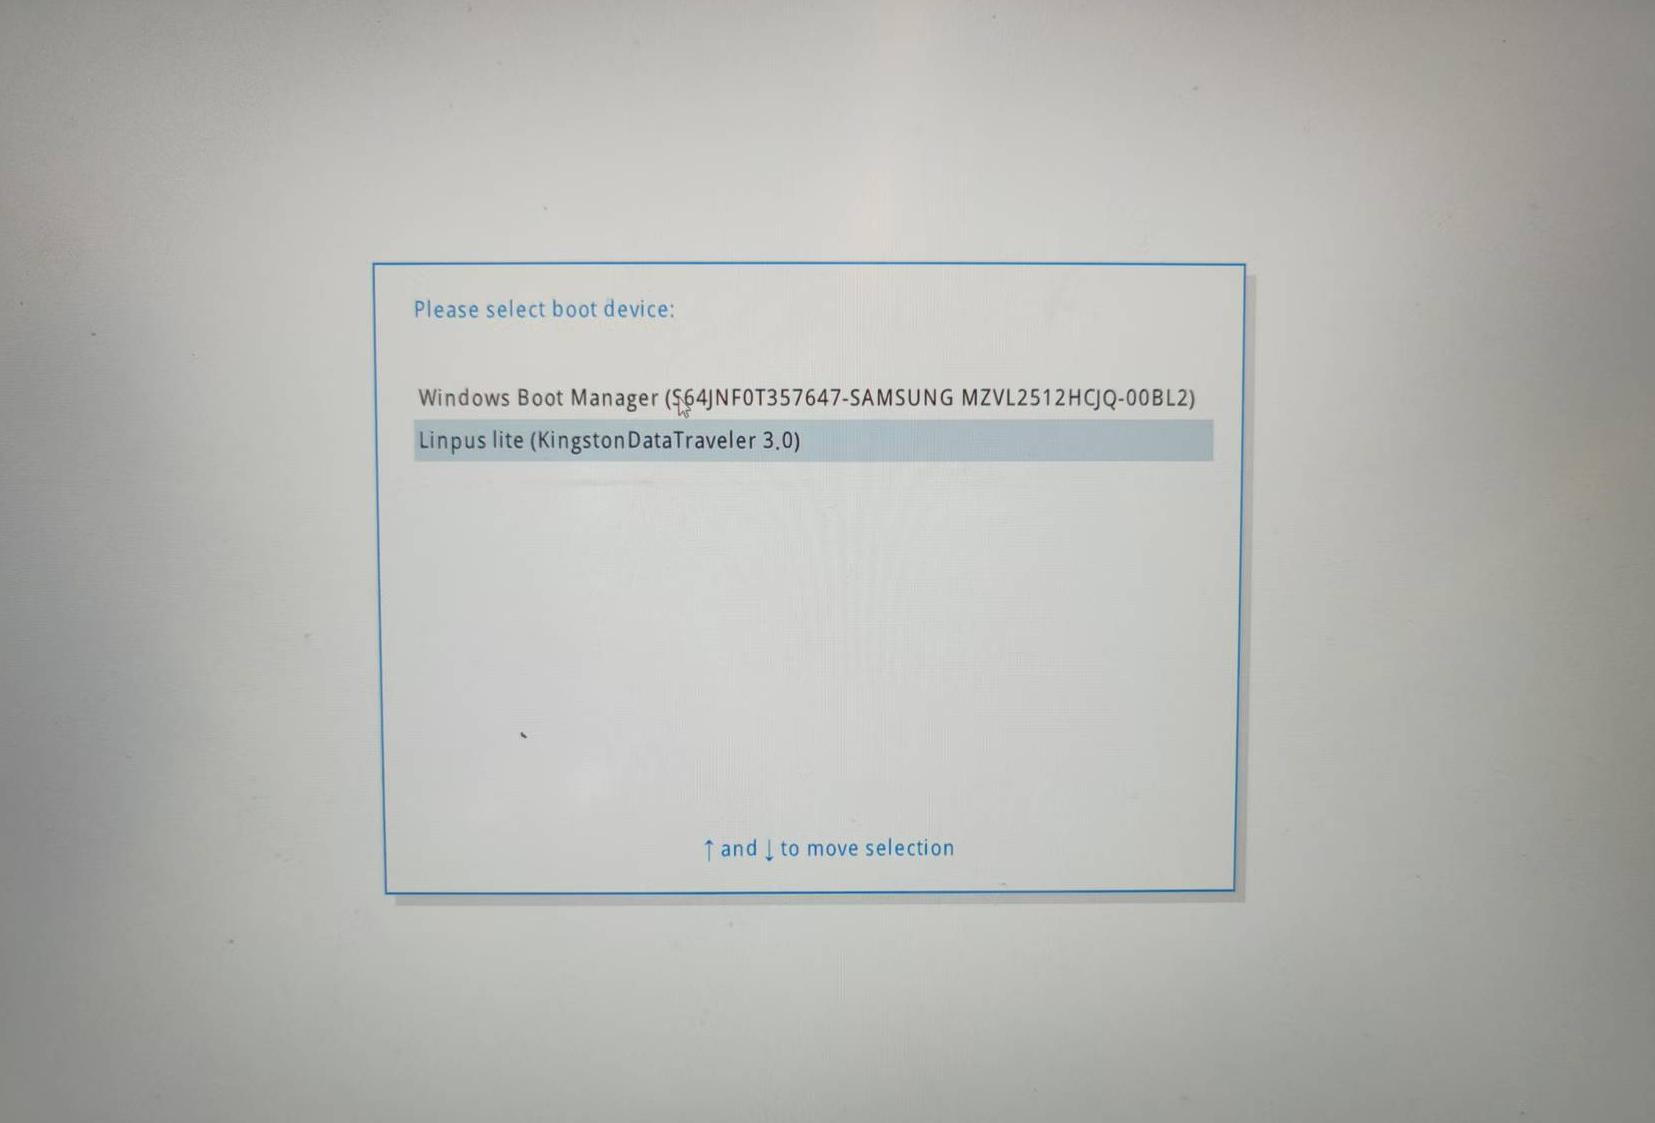 Please select boot device:
Windows Boot Manager (S64JNF0T357647-SAMSUNG MZVL2512HCJQ-00BL2)
Linpus lite (KingstonDataTraveler 3.0)
↑ and ↓ to move selection